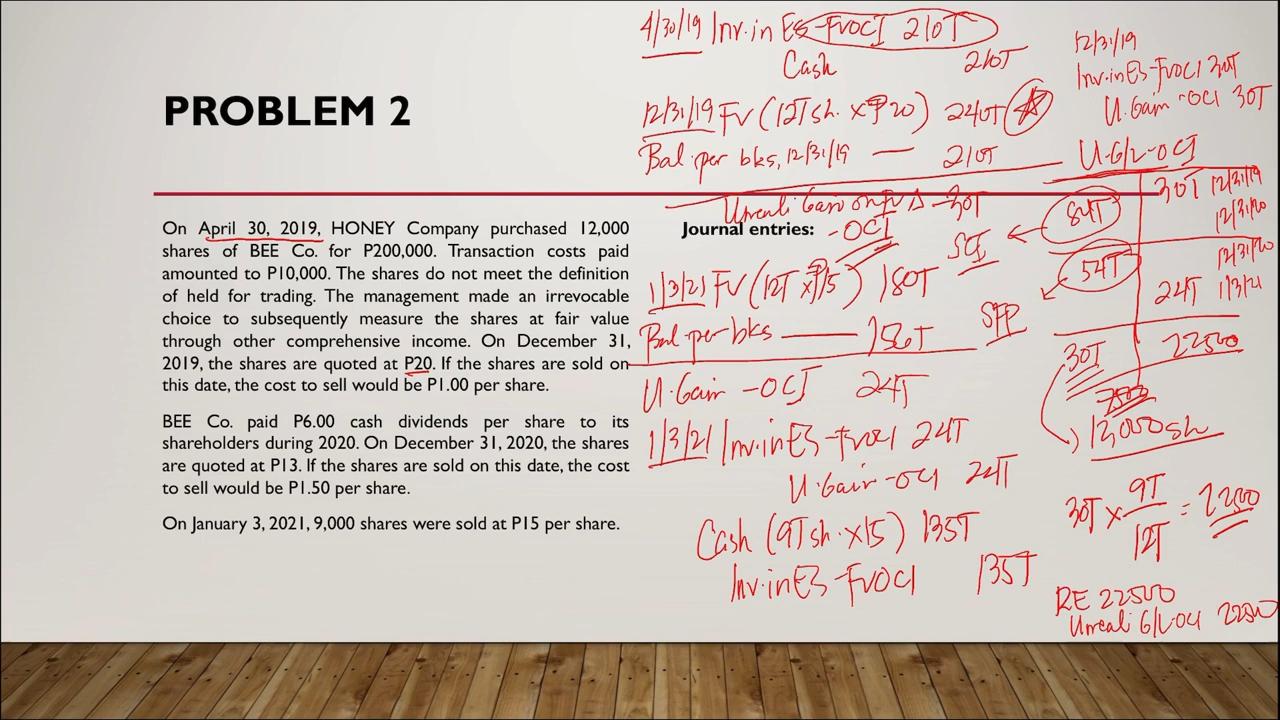 PROBLEM 2
On April 30, 2019, HONEY Company purchased 12,000
shares of BEE Co. for P200,000. Transaction costs paid
amounted to P10,000. The shares do not meet the definition
of held for trading. The management made an irrevocable
choice to subsequently measure the shares at fair value
through other comprehensive income. On December 31,
2019, the shares are quoted at P20. If the shares are sold on
this date, the cost to sell would be P1.00 per share.
BEE Co. paid P6.00 cash dividends per share to its
shareholders during 2020. On December 31, 2020, the shares
are quoted at P13. If the shares are sold on this date, the cost
to sell would be P1.50 per share.
On January 3, 2021, 9,000 shares were sold at P15 per share.
4/30/19 Inv. in ES-FVOCI 210T
Cash 210T
12/31/19 FV (12T sh. x P20) 240T
Bal per bks, 12/31/19 — 210T
Unreal. Gain on FV Δ — 30T
Journal entries:
- OCI
1/3/21 FV (12T x P15) 180T
Bal per bks — 156T
U. Gain - OCI 24T
1/3/21 Inv. in ES-FVOCI 24T
U. Gain - OCI 24T
Cash (9T sh. x 15) 135T
Inv. in ES-FVOCI 135T
12/31/19
Inv. in ES-FVOCI 30T
U. Gain - OCI 30T
U. G/L - OCI
84T
30T 12/31/19
12/31/20
SCI
54T
12/31/20
24T 1/3/21
SFP
30T
22500
7500
12,000 sh
30T x 9T/12T = 22500
RE 22500
Unreal. G/L-OCI 22500